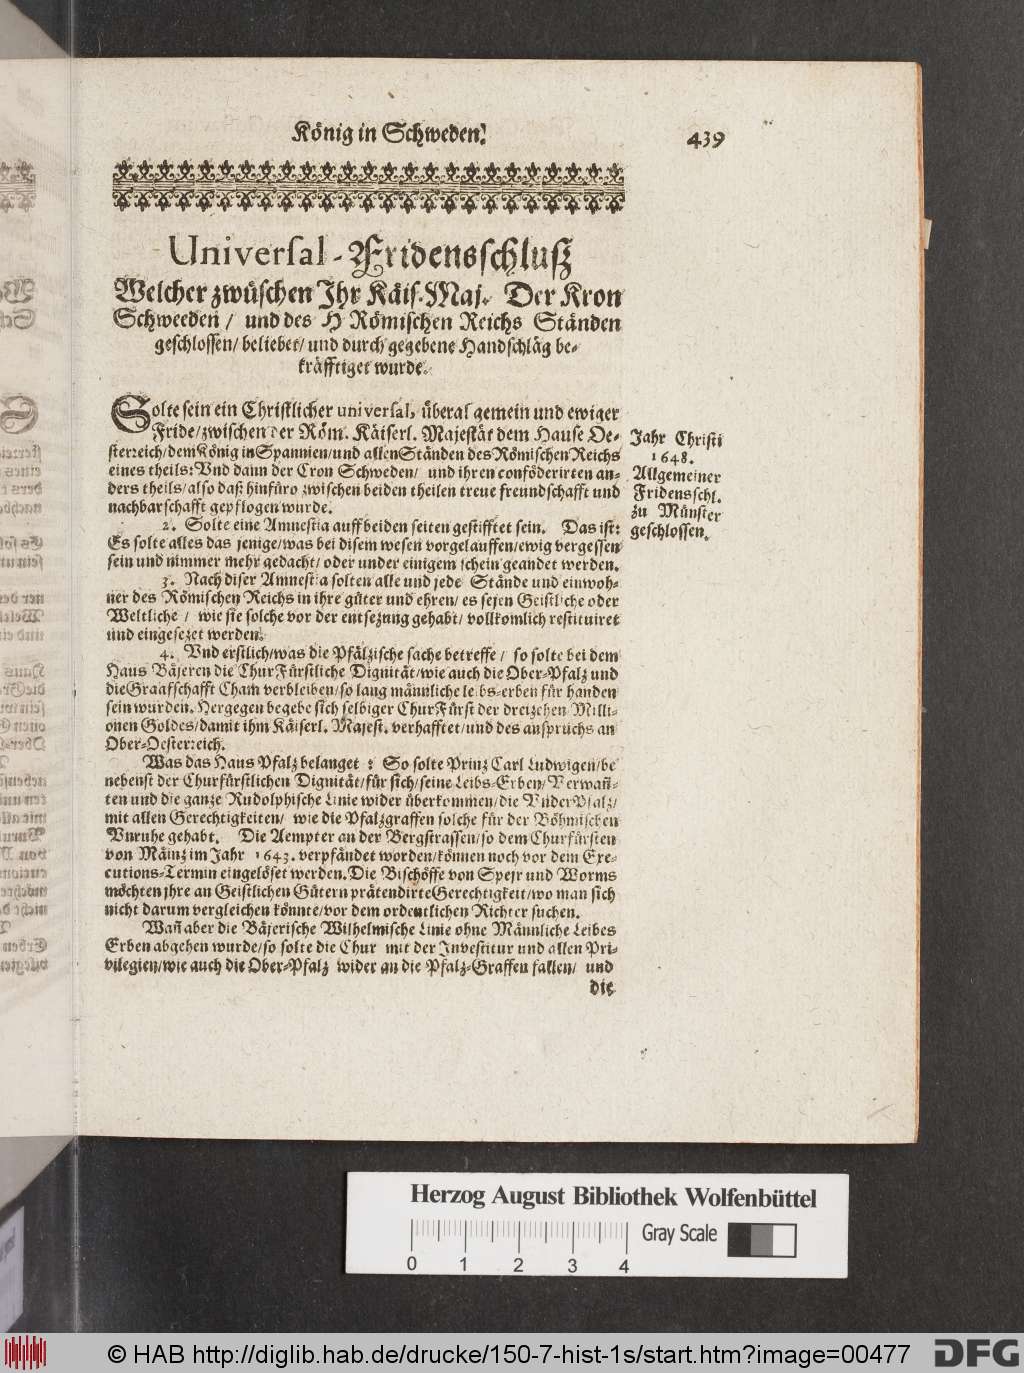 König in Schweden.
439
Universal-Fridensschluß
Welcher zwüschen Ihr Käis. Maj. Der Kron
Schweeden / und des H Römischen Reichs Ständen
geschlossen/ beliebet/ und durch gegebene Handschläg be-
kräfftiget wurde.
Solte sein ein Christlicher universal, überal gemein und ewiger
Fride/ zwischen der Röm. Käiserl. Majestät dem Hause Oe-
sterreich/ dem König in Spannien/ und allen Ständen des Römischen Reichs
eines theils: Vnd dann der Cron Schweden/ und ihren conföderirten an-
ders theils/ also daß hinfüro zwischen beiden theilen treue freundschafft und
nachbarschafft gepflogen wurde.
2. Solte eine Amnestia auff beiden seiten gestifftet sein. Das ist:
Es solte alles das jenige/ was bei disem wesen vorgelauffen/ ewig vergessen
sein und nimmer mehr gedacht/ oder under einigem schein geandet werden.
3. Nach diser Amnestia solten alle und jede Stände und einwoh-
ner des Römischen Reichs in ihre güter und ehren/ es sejen Geistliche oder
Weltliche / wie sie solche vor der entsezung gehabt/ vollkomlich restituiret
und eingesezet werden.
4. Vnd erstlich/ was die Pfälzische sache betreffe / so solte bei dem
Haus Bäjeren die ChurFürstliche Dignität/ wie auch die Ober-Pfalz und
die Graafschafft Cham verbleiben/ so lang männliche leibs-erben für handen
sein wurden. Hergegen begebe sich selbiger ChurFürst der dreizehen Milli-
onen Goldes/ damit ihm Käiserl. Majest. verhafftet/ und des anspruchs an
Ober-Oesterreich.
Was das Haus Pfalz belanget : So solte Prinz Carl Ludwigen/ be
nebenst der Churfürstlichen Dignität/ für sich/ seine Leibs-Erben/ Verwañ-
ten und die ganze Rudolphische Linie wider überkommen/ die VnderPfalz/
mit allen Gerechtigkeiten/ wie die Pfalzgraffen solche für der Böhmischen
Vnruhe gehabt. Die Aempter an der Bergstrassen/ so dem Churfürsten
von Mäinz im Jahr 1643. verpfändet worden/ können noch vor dem Exe-
cutions-Termin eingelöset werden. Die Bischöffe von Spejr und Worms
möchten ihre an Geistlichen Gütern prätendirte Gerechtigkeit/ wo man sich
nicht darum vergleichen könnte/ vor dem ordentlichen Richter suchen.
Wañ aber die Bäjerische Wilhelmische Linie ohne Männliche Leibes
Erben abgehen wurde/ so solte die Chur mit der Investitur und allen Pri-
vilegien/ wie auch die Ober-Pfalz wider an die Pfalz-Graffen fallen/ und
die
Jahr Christi
1648.
Allgemeiner
Fridensschl.
zu Münster
geschlossen.
Herzog August Bibliothek Wolfenbüttel
Gray Scale
0 1 2 3 4
© HAB http://diglib.hab.de/drucke/150-7-hist-1s/start.htm?image=00477
DFG